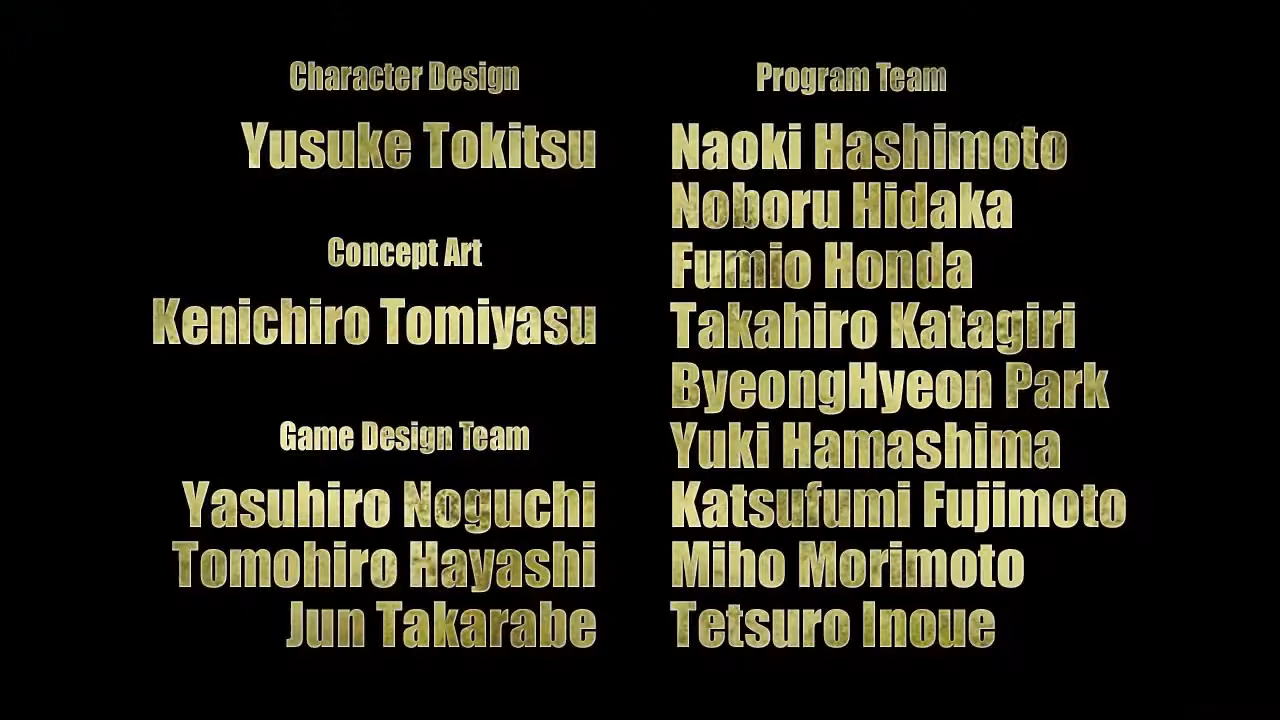 Character Design
Yusuke Tokitsu
Concept Art
Kenichiro Tomiyasu
Game Design Team
Yasuhiro Noguchi
Tomohiro Hayashi
Jun Takarabe
Program Team
Naoki Hashimoto
Noboru Hidaka
Fumio Honda
Takahiro Katagiri
ByeongHyeon Park
Yuki Hamashima
Katsufumi Fujimoto
Miho Morimoto
Tetsuro Inoue